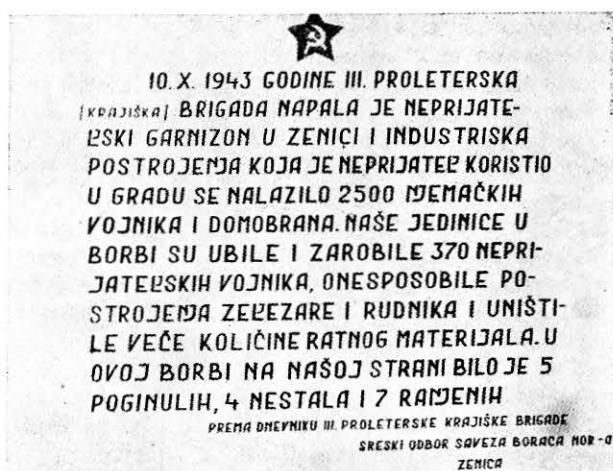 10. X. 1943 GODINE III. PROLETERSKA
(KRAJIŠKA) BRIGADA NAPALA JE NEPRIJATE-
LJSKI GARNIZON U ZENICI I INDUSTRISKA
POSTROJENJA KOJA JE NEPRIJATELJ KORISTIO
U GRADU SE NALAZILO 2500 NJEMAČKIH
VOJNIKA I DOMOBRANA. NAŠE JEDINICE U
BORBI SU UBILE I ZAROBILE 370 NEPRI-
JATELJSKIH VOJNIKA, ONESPOSOBILE PO-
STROJENJA ZELJEZARE I RUDNIKA I UNIŠTI-
LE VEČE KOLIČINE RATNOG MATERIJALA. U
OVOJ BORBI NA NAŠOJ STRANI BILO JE 5
POGINULIH, 4 NESTALA I 7 RANJENIH
PREMA DNEVNIKU III. PROLETERSKE KRAJIŠKE BRIGADE
SRESKI ODBOR SAVEZA BORACA NOR-a
ZENICA